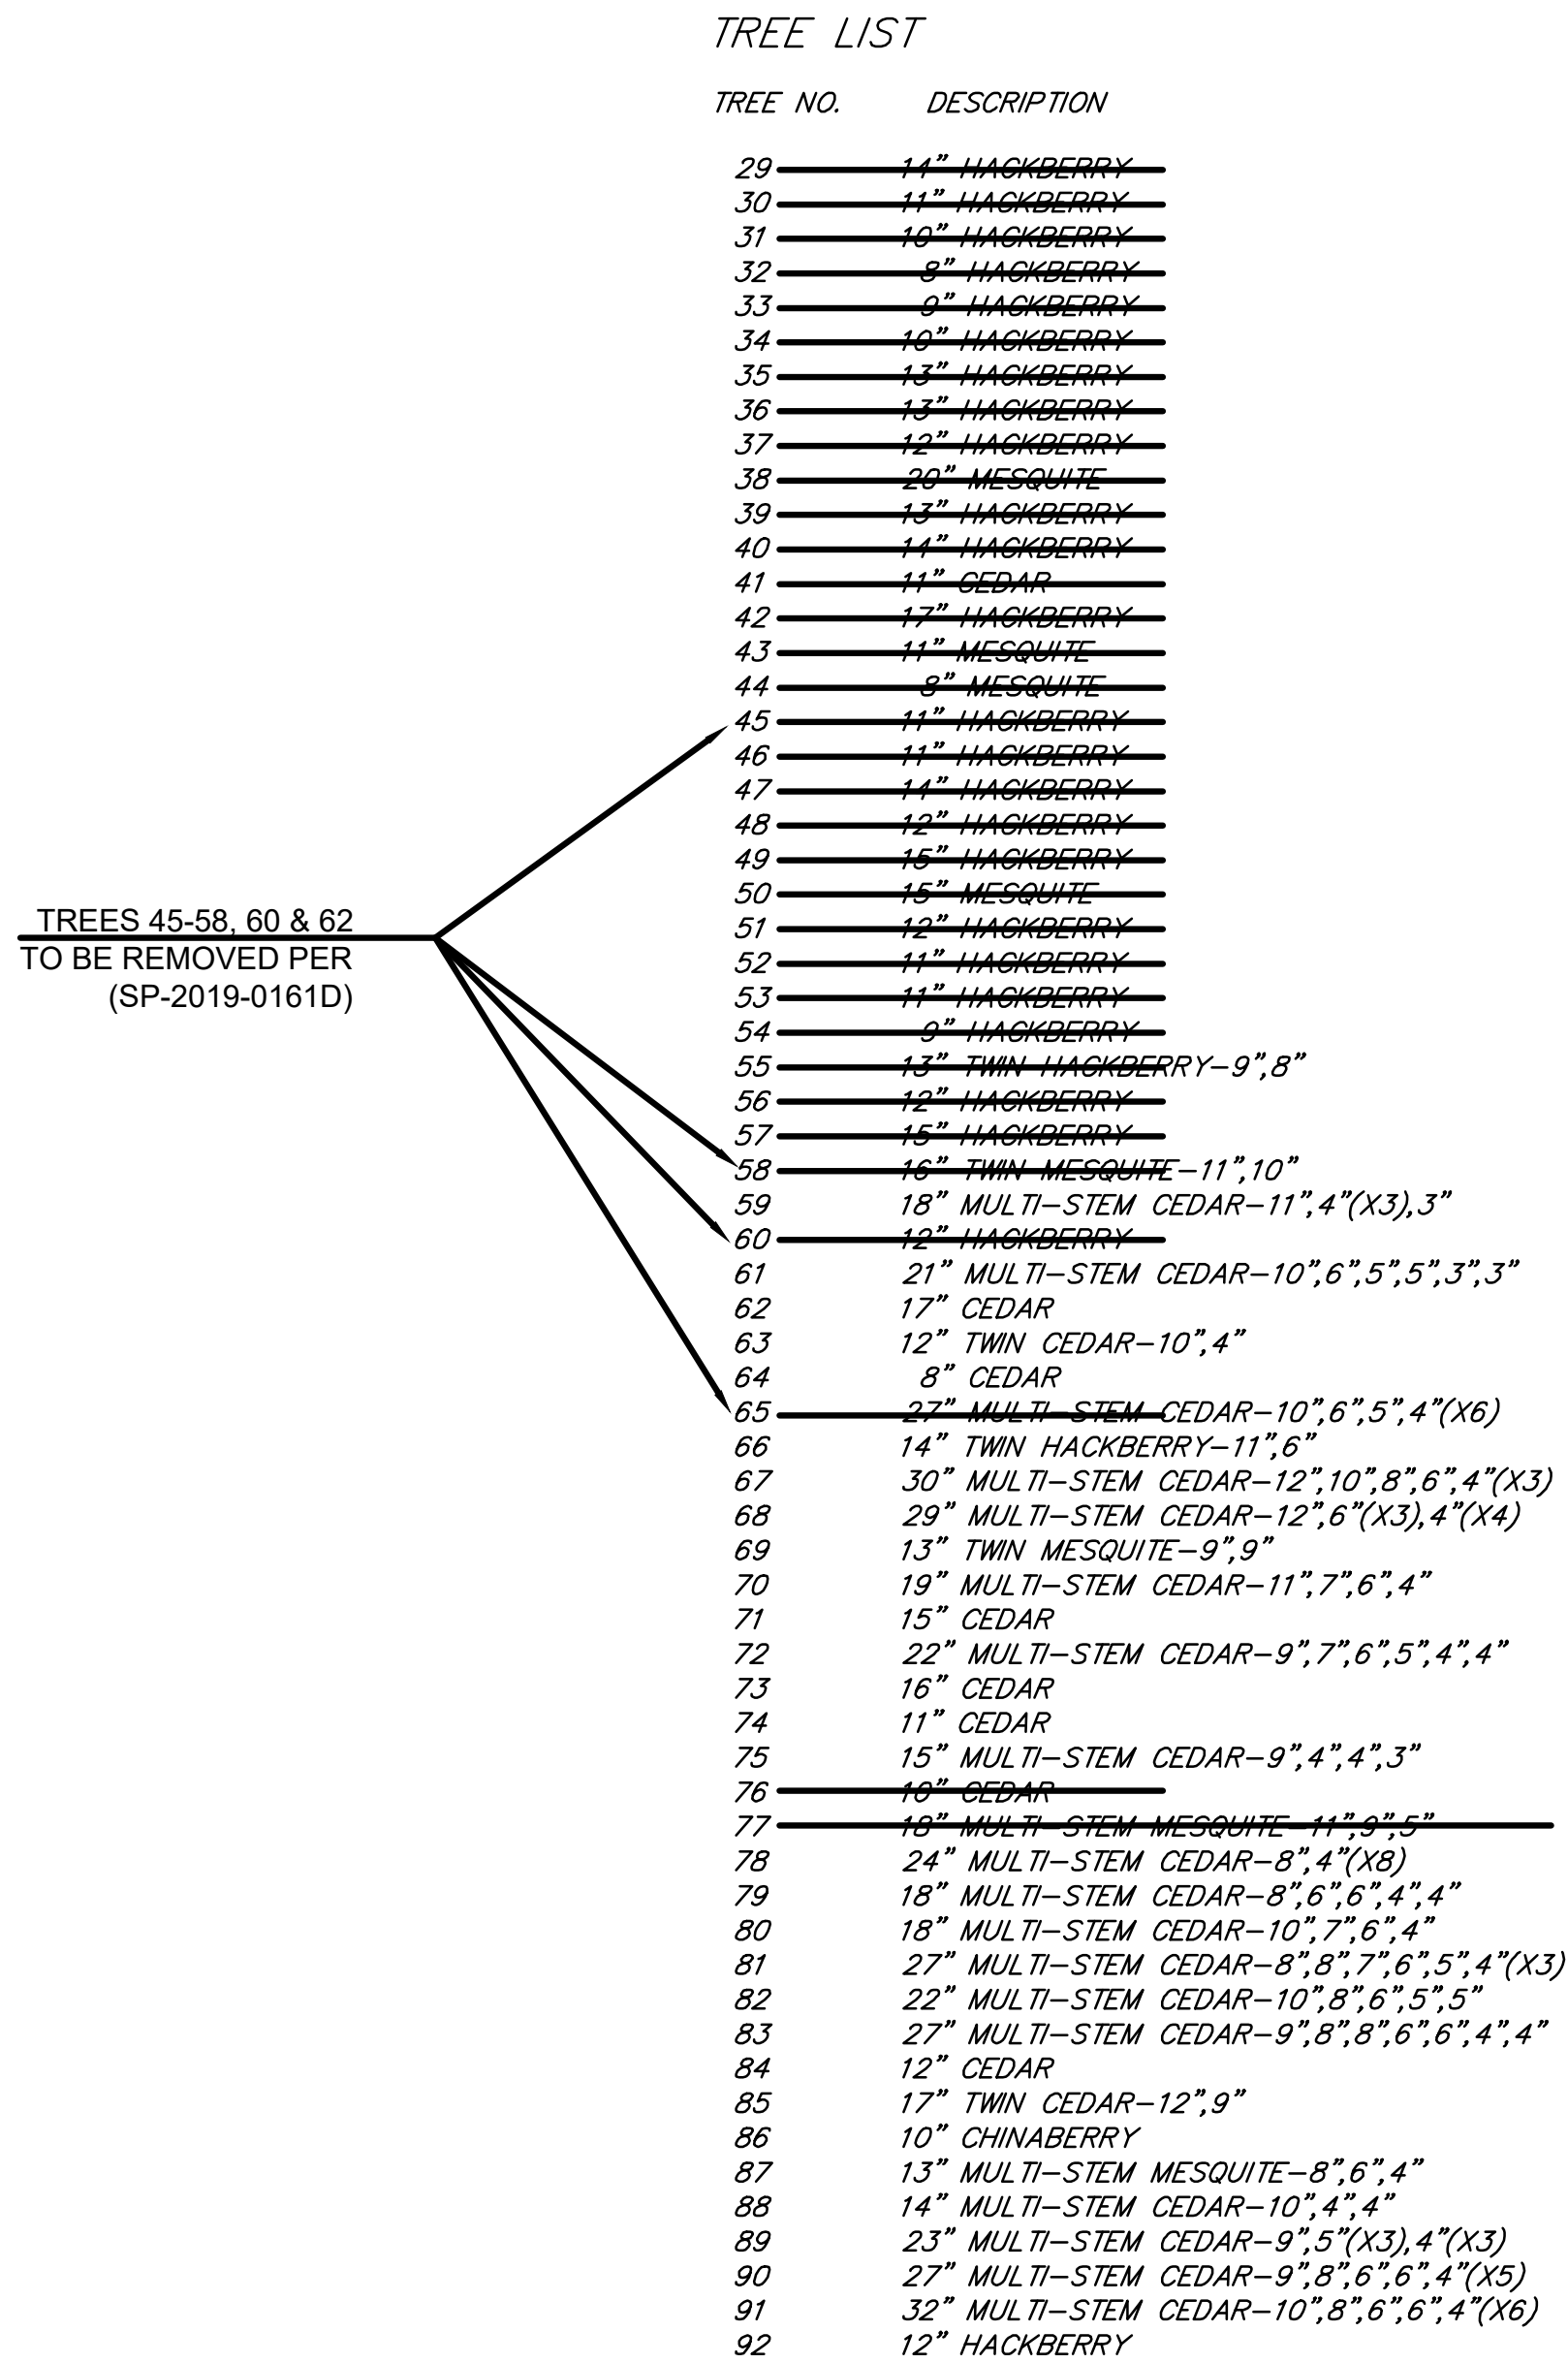 TREE LIST
TREE NO. DESCRIPTION
29 14" HACKBERRY
30 11" HACKBERRY
31 10" HACKBERRY
32 8" HACKBERRY
33 9" HACKBERRY
34 10" HACKBERRY
35 13" HACKBERRY
36 13" HACKBERRY
37 12" HACKBERRY
38 20" MESQUITE
39 13" HACKBERRY
40 14" HACKBERRY
41 11" CEDAR
42 17" HACKBERRY
43 11" MESQUITE
44 8" MESQUITE
45 11" HACKBERRY
46 11" HACKBERRY
47 14" HACKBERRY
48 12" HACKBERRY
49 15" HACKBERRY
50 15" MESQUITE
51 12" HACKBERRY
52 11" HACKBERRY
53 11" HACKBERRY
54 9" HACKBERRY
55 13" TWIN HACKBERRY-9",8"
56 12" HACKBERRY
57 15" HACKBERRY
58 16" TWIN MESQUITE-11",10"
59 18" MULTI-STEM CEDAR-11",4"(X3),3"
60 12" HACKBERRY
61 21" MULTI-STEM CEDAR-10",6",5",5",3",3"
62 17" CEDAR
63 12" TWIN CEDAR-10",4"
64 8" CEDAR
65 27" MULTI-STEM CEDAR-10",6",5",4"(X6)
66 14" TWIN HACKBERRY-11",6"
67 30" MULTI-STEM CEDAR-12",10",8",6",4"(X3)
68 29" MULTI-STEM CEDAR-12",6"(X3),4"(X4)
69 13" TWIN MESQUITE-9",9"
70 19" MULTI-STEM CEDAR-11",7",6",4"
71 15" CEDAR
72 22" MULTI-STEM CEDAR-9",7",6",5",4",4"
73 16" CEDAR
74 11" CEDAR
75 15" MULTI-STEM CEDAR-9",4",4",3"
76 10" CEDAR
77 18" MULTI-STEM MESQUITE-11",9",5"
78 24" MULTI-STEM CEDAR-8",4"(X8)
79 18" MULTI-STEM CEDAR-8",6",6",4",4"
80 18" MULTI-STEM CEDAR-10",7",6",4"
81 27" MULTI-STEM CEDAR-8",8",7",6",5",4"(X3)
82 22" MULTI-STEM CEDAR-10",8",6",5",5"
83 27" MULTI-STEM CEDAR-9",8",8",6",6",4",4"
84 12" CEDAR
85 17" TWIN CEDAR-12",9"
86 10" CHINABERRY
87 13" MULTI-STEM MESQUITE-8",6",4"
88 14" MULTI-STEM CEDAR-10",4",4"
89 23" MULTI-STEM CEDAR-9",5"(X3),4"(X3)
90 27" MULTI-STEM CEDAR-9",8",6",6",4"(X5)
91 32" MULTI-STEM CEDAR-10",8",6",6",4"(X6)
92 12" HACKBERRY
TREES 45-58, 60 & 62
TO BE REMOVED PER
(SP-2019-0161D)